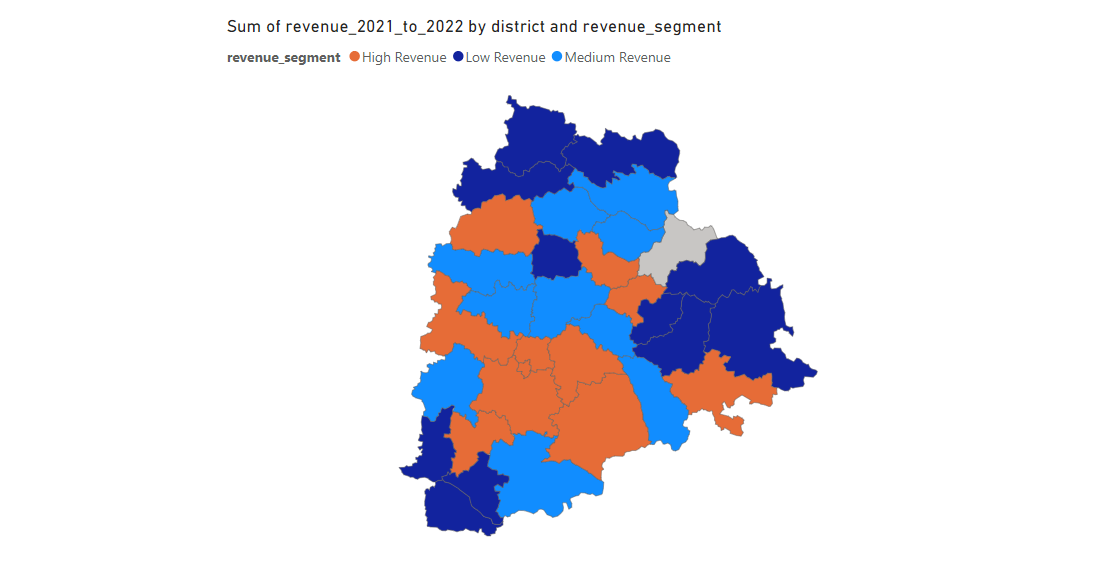 Sum of revenue_2021_to_2022 by district and revenue_segment
revenue_segment High Revenue Low Revenue Medium Revenue